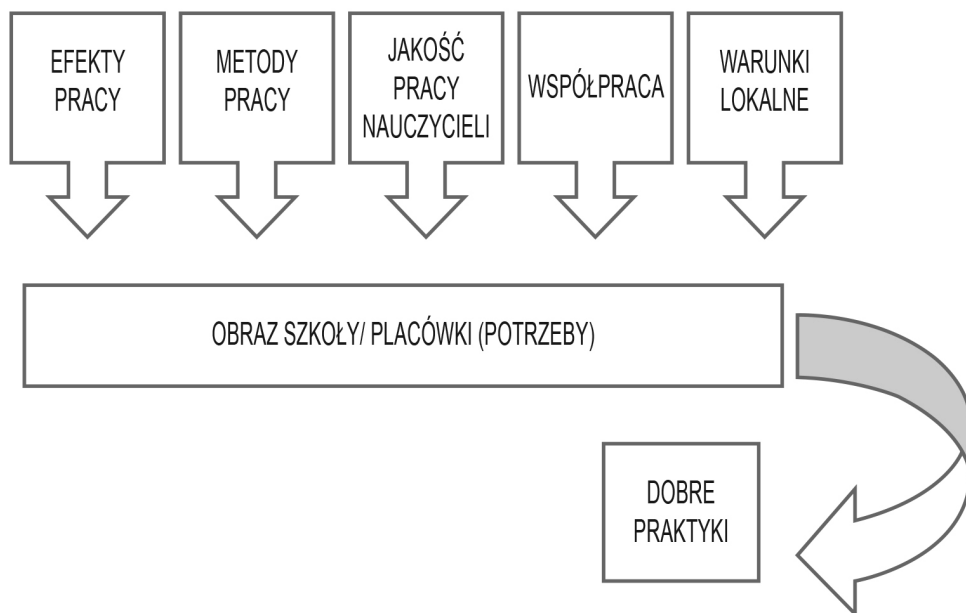 EFEKTY
PRACY
METODY
PRACY
JAKOŚĆ
PRACY
NAUCZYCIELI
WSPÓŁPRACA
WARUNKI
LOKALNE
OBRAZ SZKOŁY/ PLACÓWKI (POTRZEBY)
DOBRE
PRAKTYKI